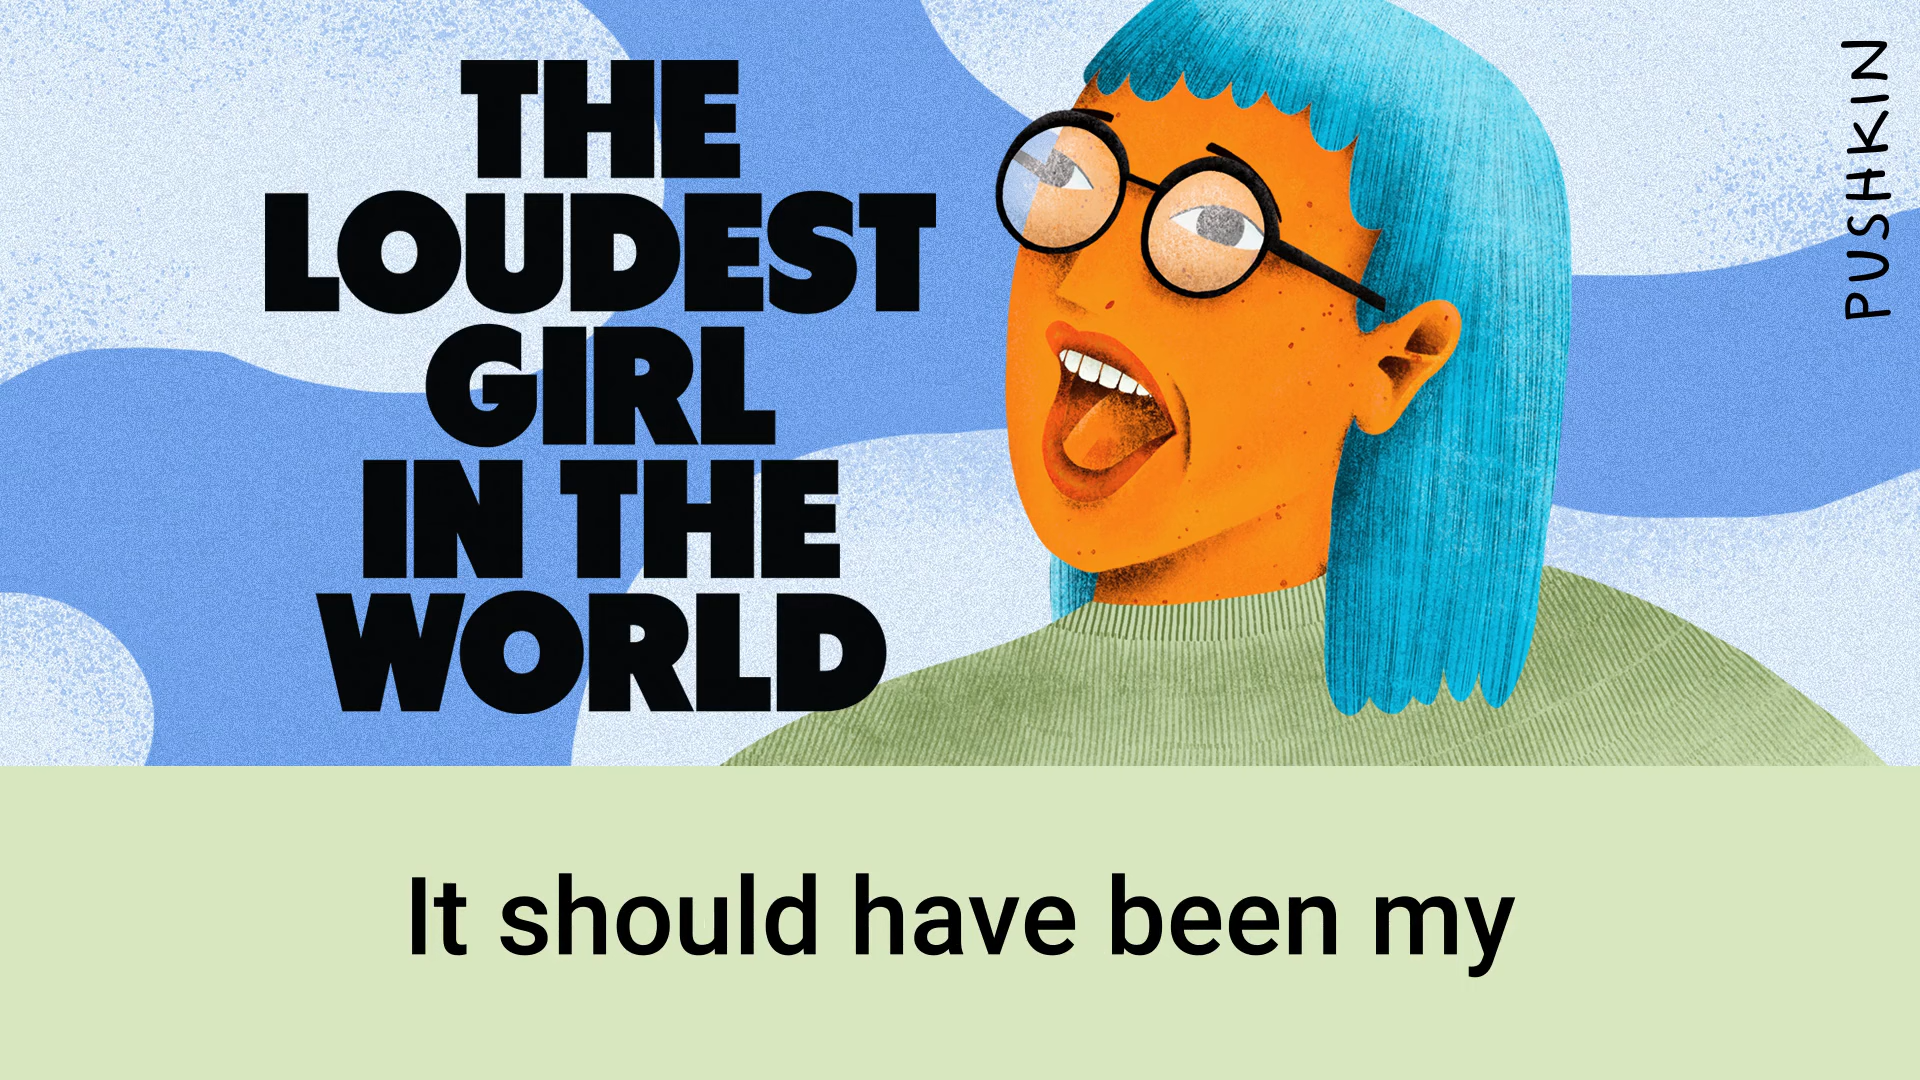 THE
LOUDEST
GIRL
IN THE
WORLD
PUSHKIN
It should have been my